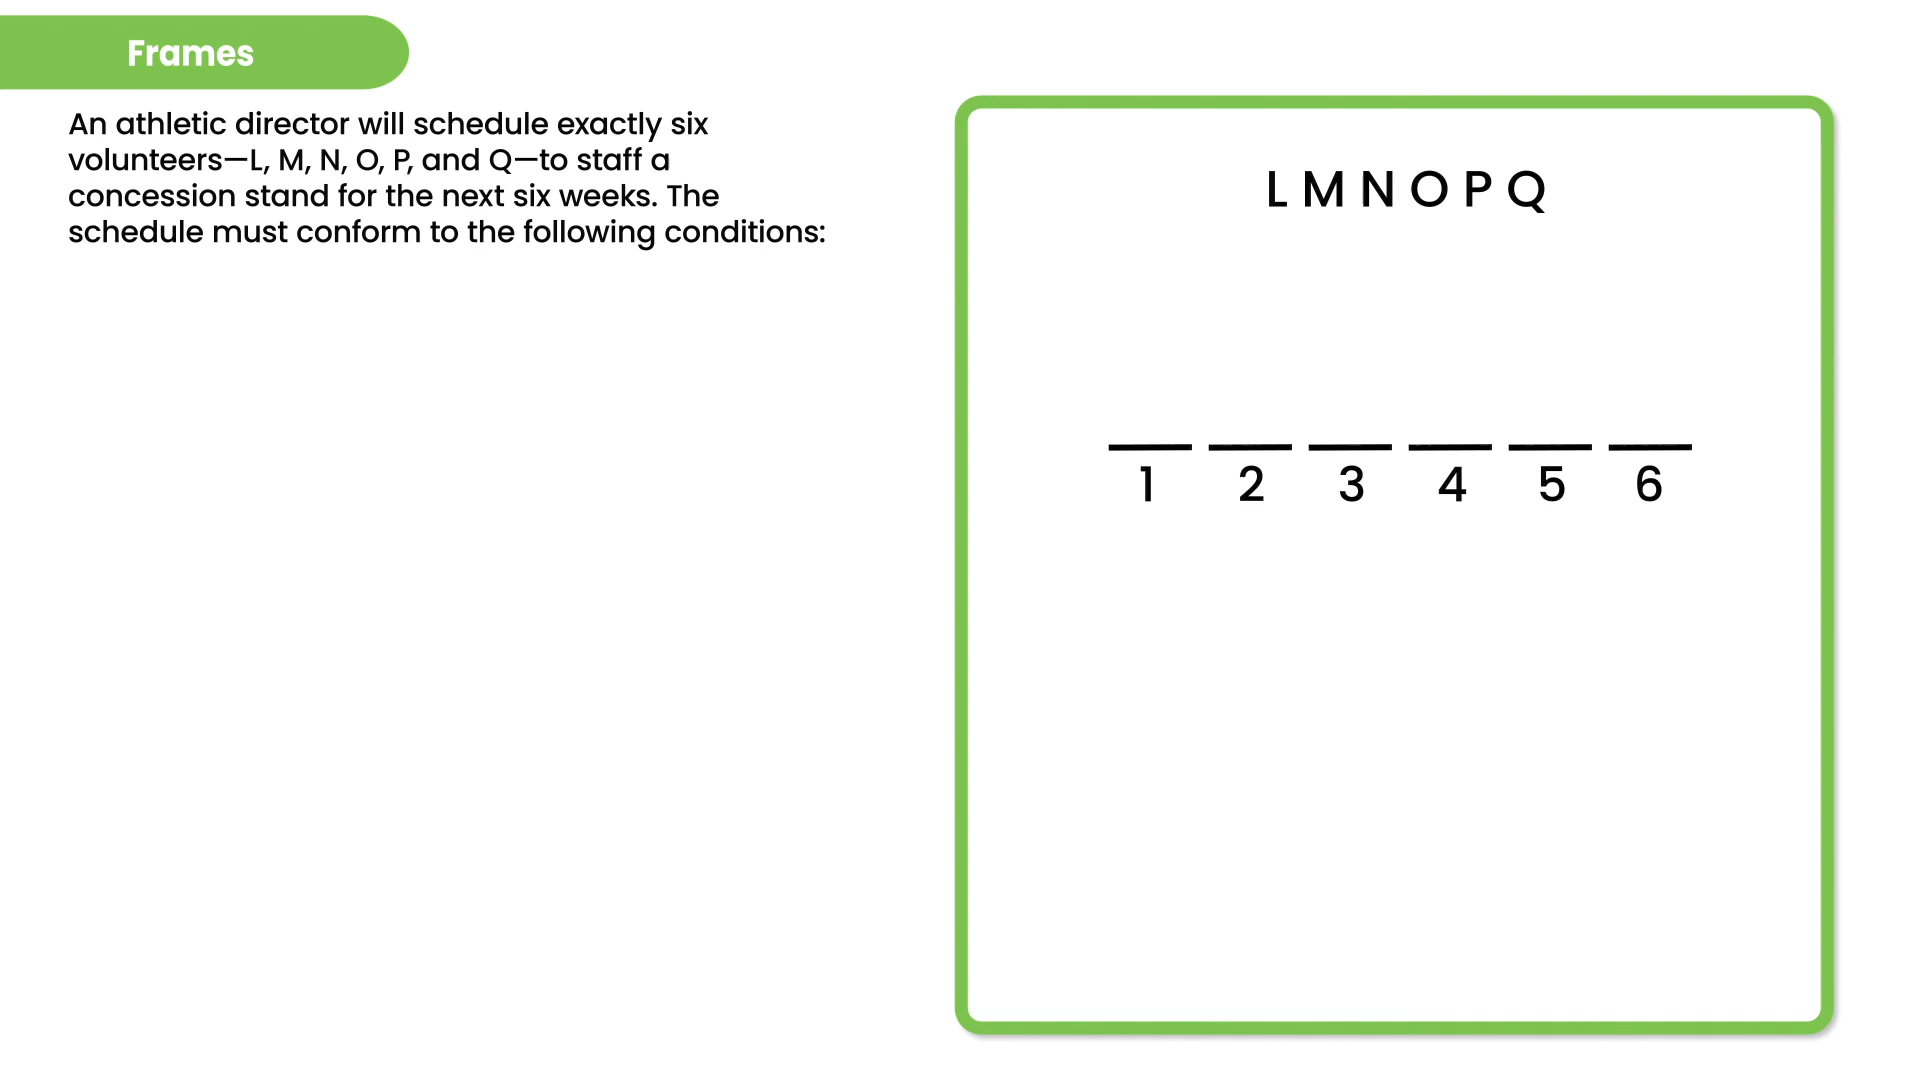 Frames
An athletic director will schedule exactly six
volunteers—L, M, N, O, P, and Q—to staff a
concession stand for the next six weeks. The
schedule must conform to the following conditions:
L M N O P Q
1 2 3 4 5 6